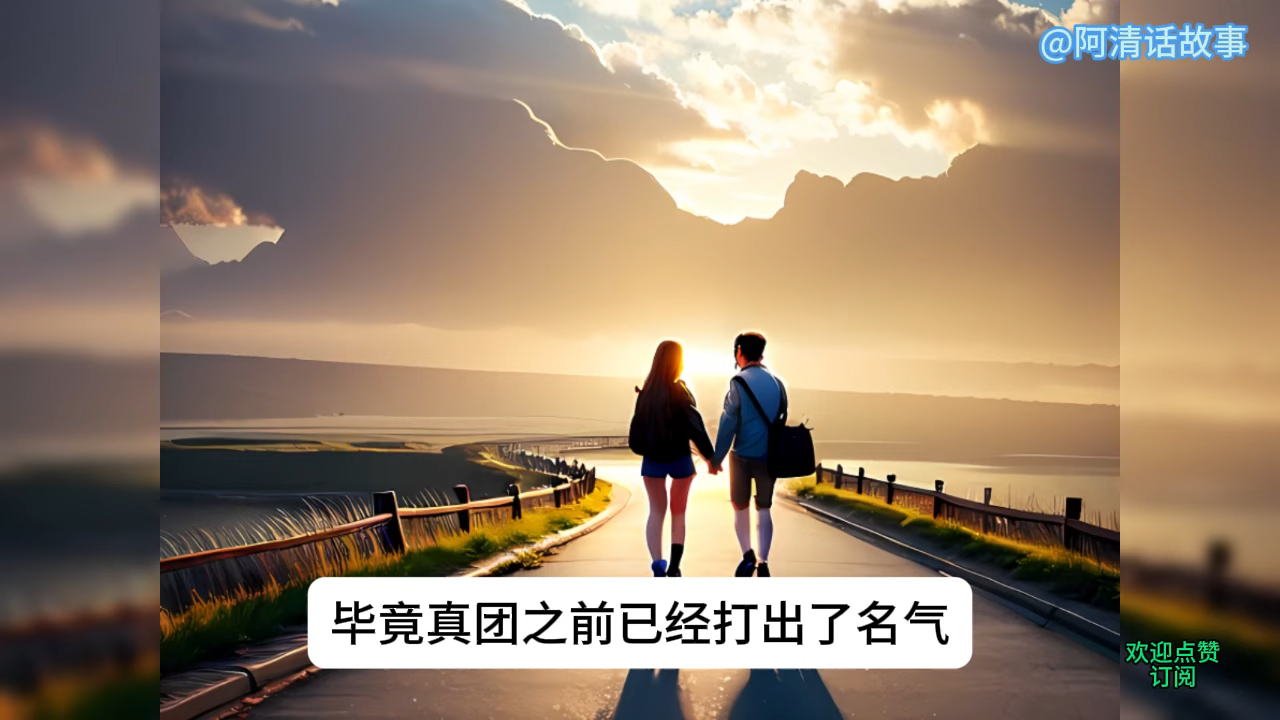 @阿清话故事
毕竟真团之前已经打出了名气
欢迎点赞
订阅